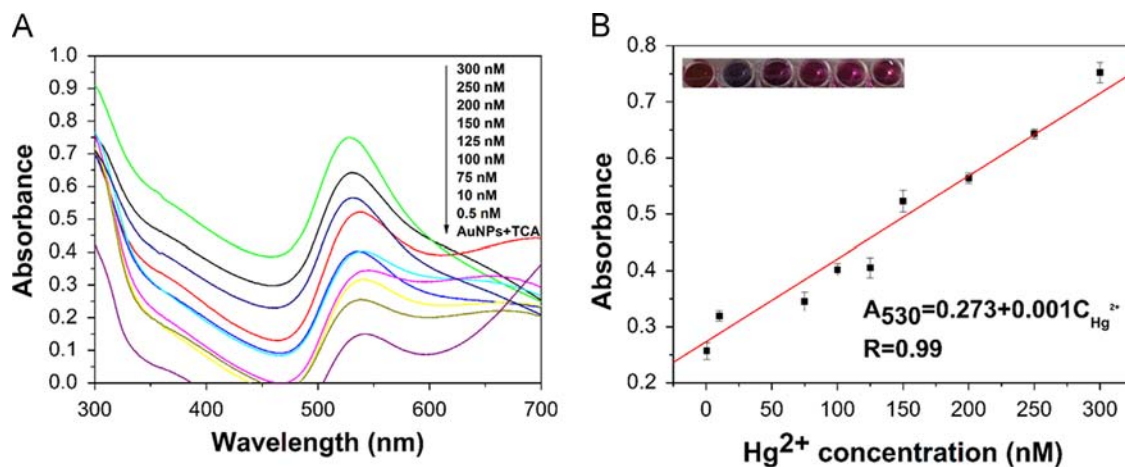 A
1.0
0.9
0.8
0.7
0.6
0.5
0.4
0.3
0.2
0.1
0.0
Absorbance
300 nM
250 nM
200 nM
150 nM
125 nM
100 nM
75 nM
10 nM
0.5 nM
AuNPs+TCA
300 400 500 600 700
Wavelength (nm)
B
0.8
0.7
0.6
0.5
0.4
0.3
0.2
Absorbance
A530=0.273+0.001CHg2+
R=0.99
0 50 100 150 200 250 300
Hg2+ concentration (nM)